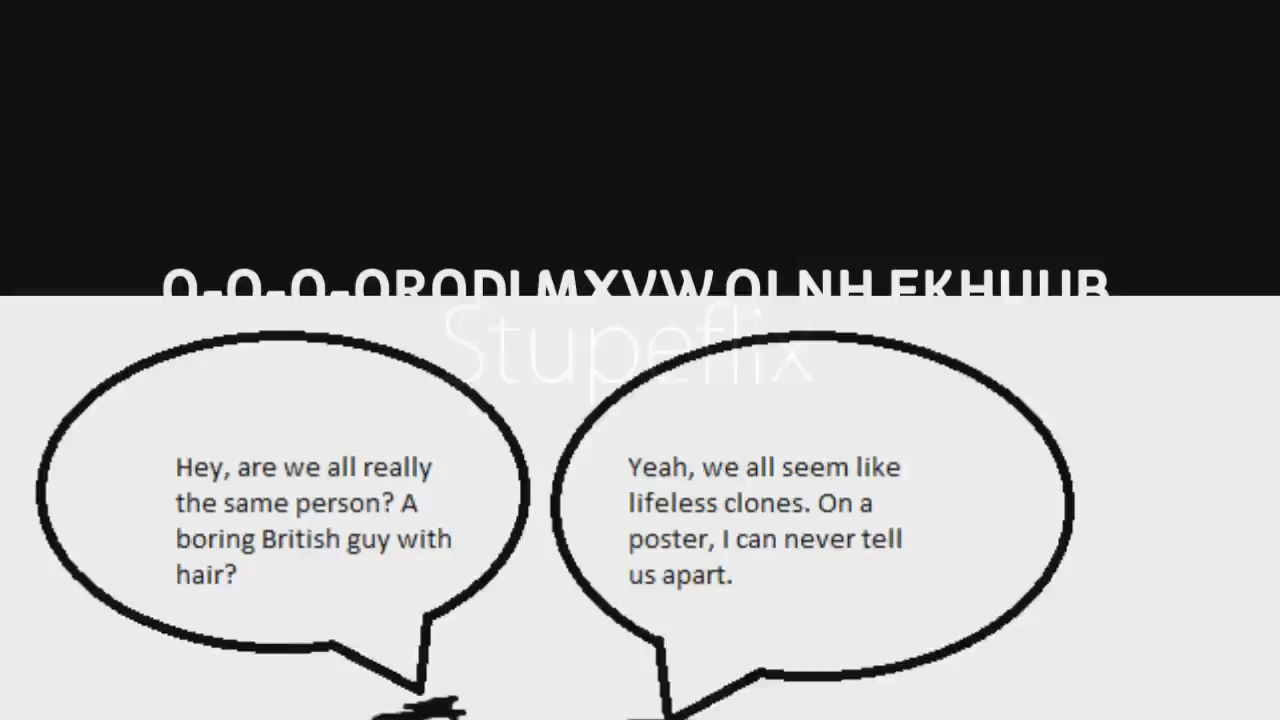 Stupeflix
Hey, are we all really
the same person? A
boring British guy with
hair?
Yeah, we all seem like
lifeless clones. On a
poster, I can never tell
us apart.